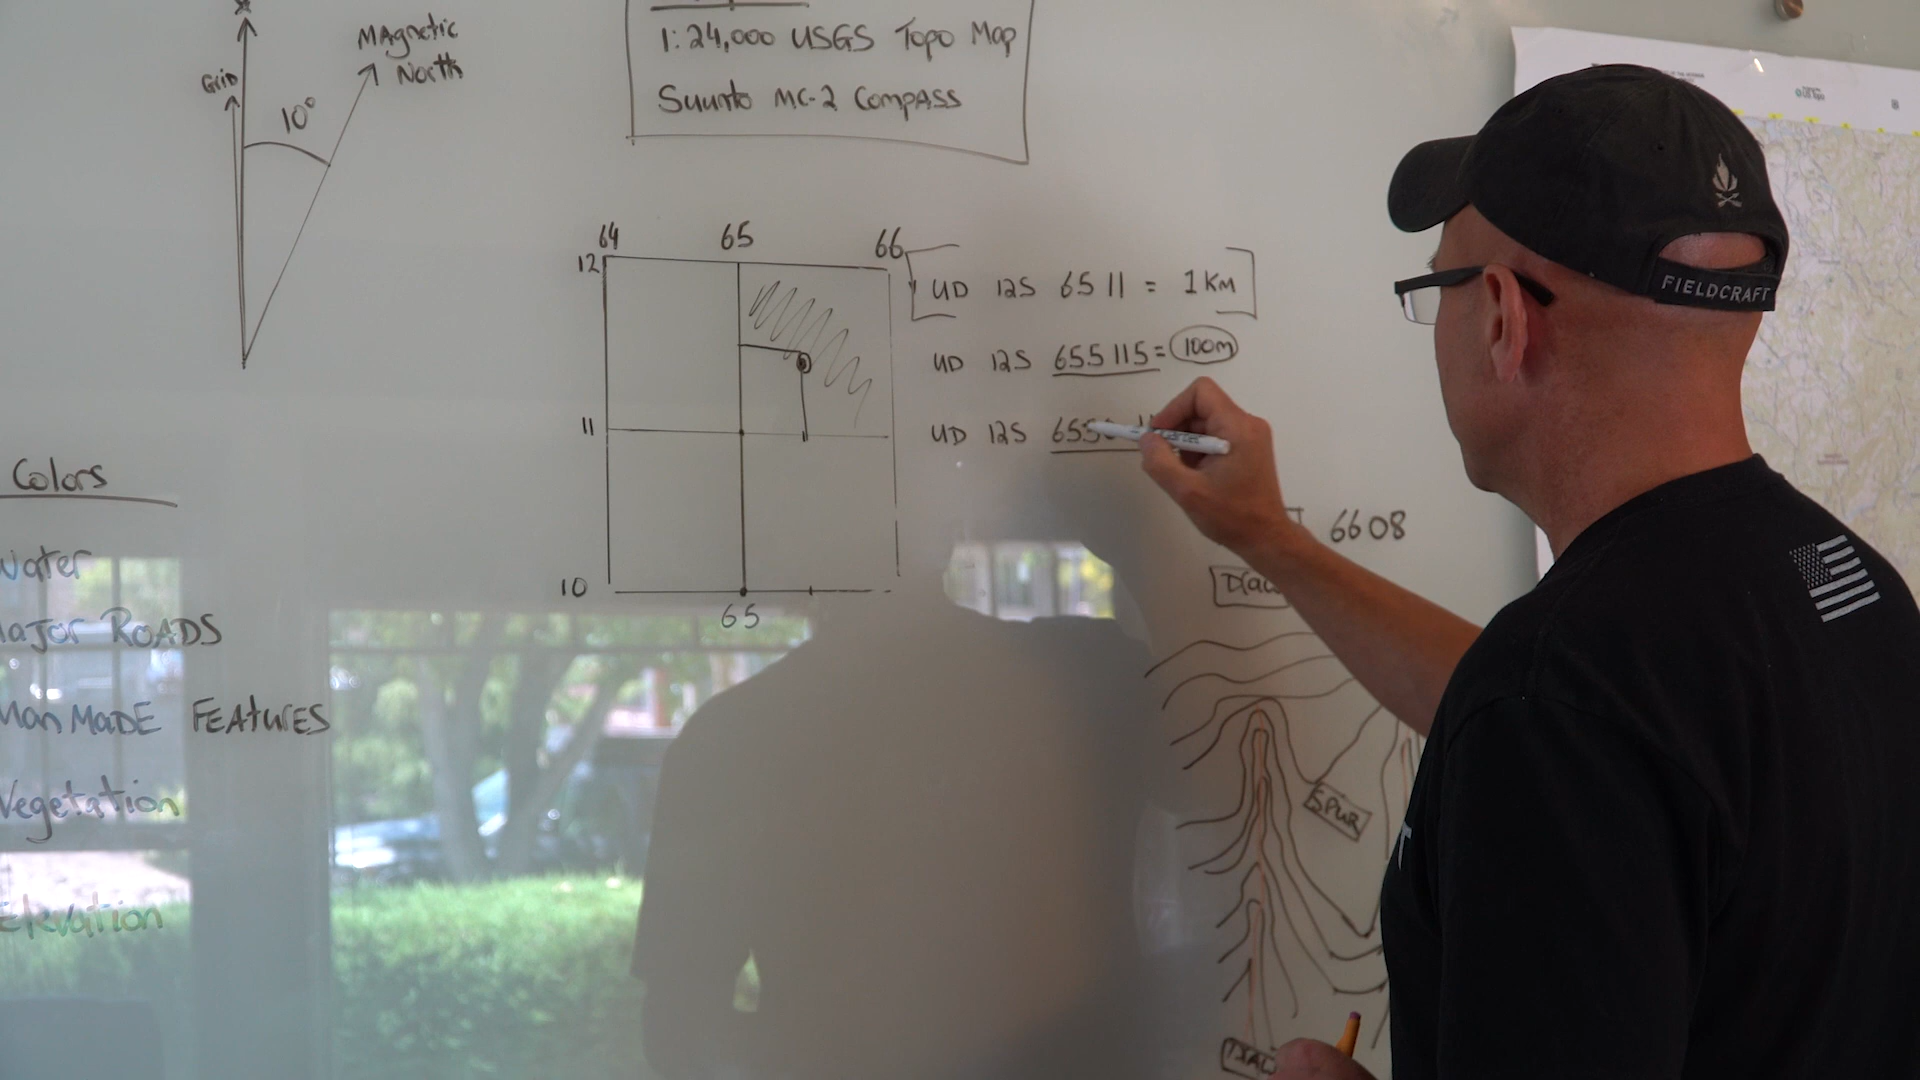 Grid
10°
MAgnetic
North
1:24,000 USGS Topo Map
Suunto MC-2 Compass
64 65 66
12
11
10
65
UD 12S 65 11 = 1 KM
UD 12S 655 115 = 100m
UD 12S
6608
Colors
Water
Major ROADS
Man MADE FEATURES
Vegetation
Elevation
SPUR
FIELDCRAFT